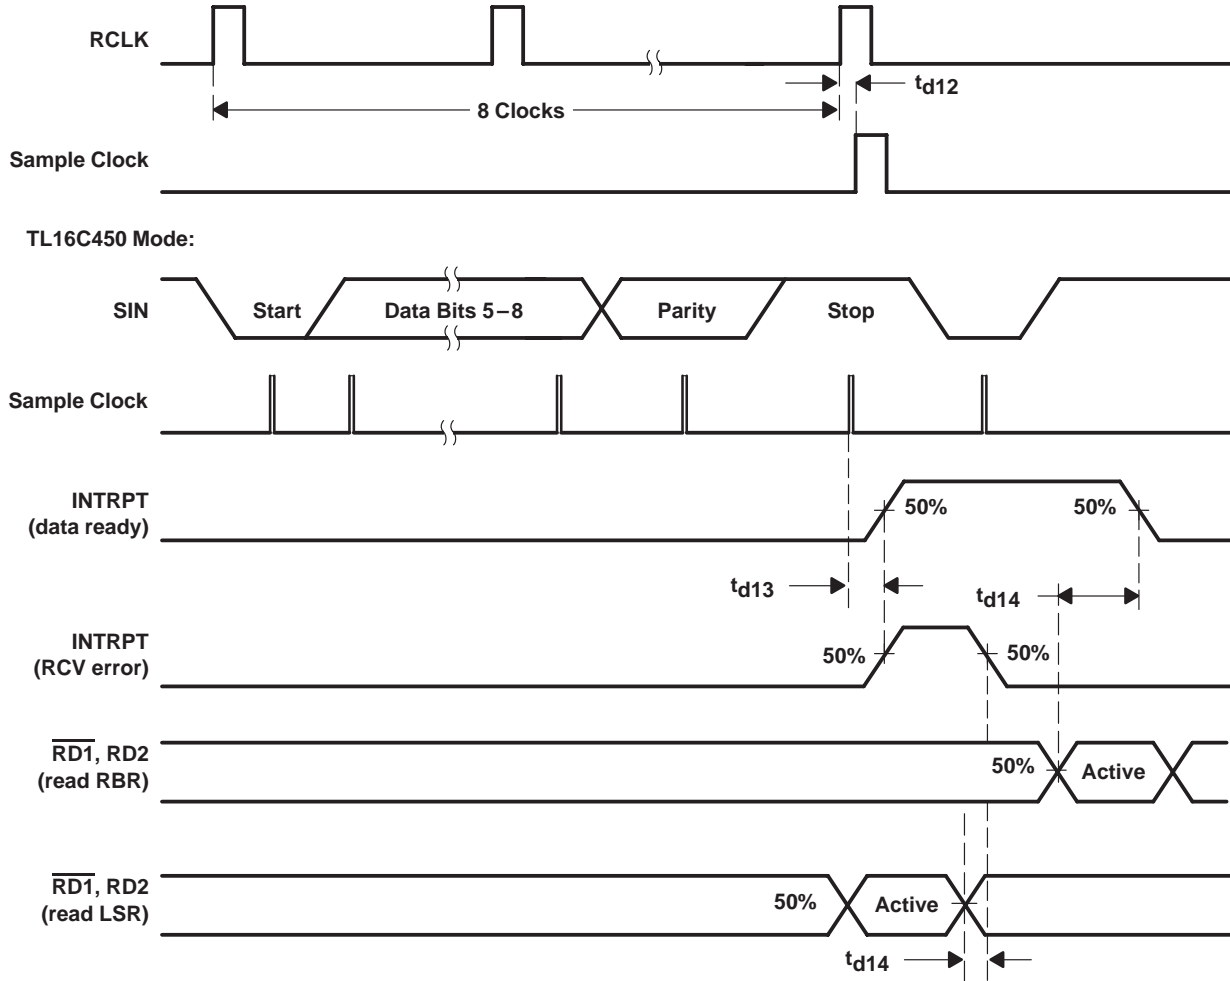 RCLK
td12
8 Clocks
Sample Clock
TL16C450 Mode:
SIN
Start
Data Bits 5–8
Parity
Stop
Sample Clock
INTRPT
(data ready)
50%
50%
td13
td14
INTRPT
(RCV error)
50%
50%
RD1, RD2
(read RBR)
50%
Active
RD1, RD2
(read LSR)
50%
Active
td14